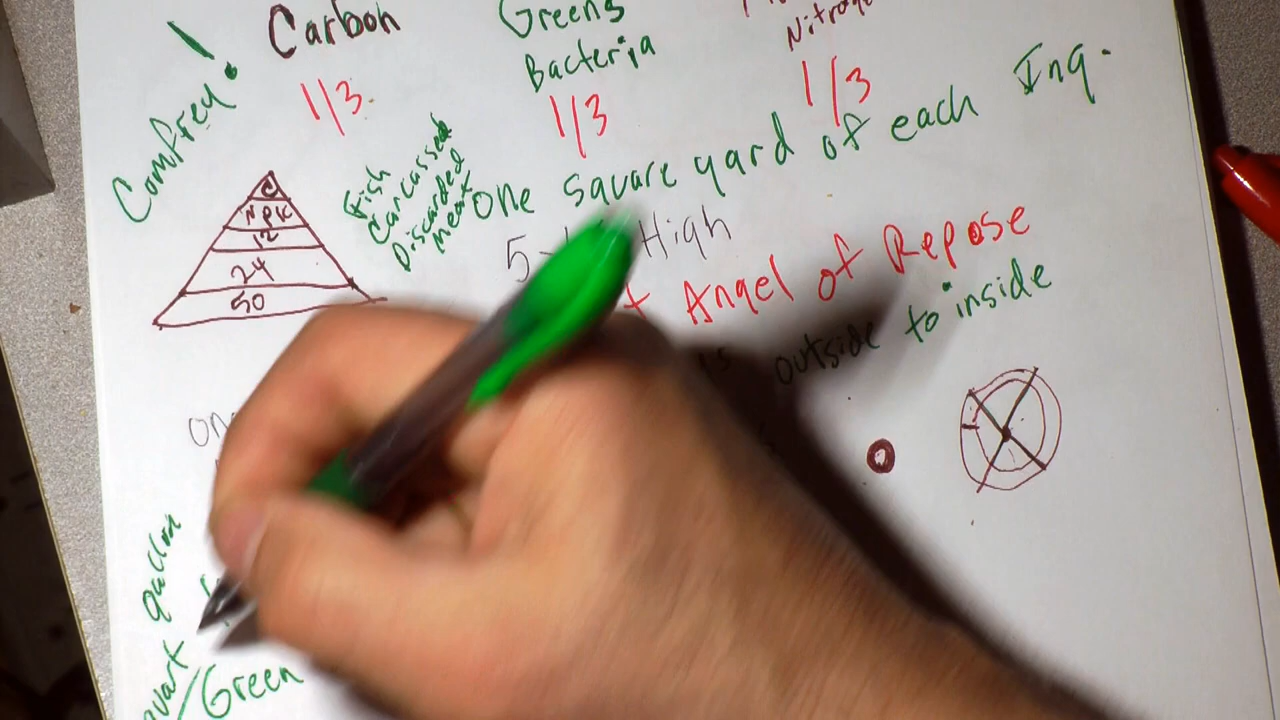 Comfrey!
Carbon
1/3
Greens
Bacteria
1/3
1/3
one square yard of each Ing.
Fish
Carcasses
Discarded
meat
C
NPK
12
24
50
High
Angel of Repose
outside to inside
gallon
Green